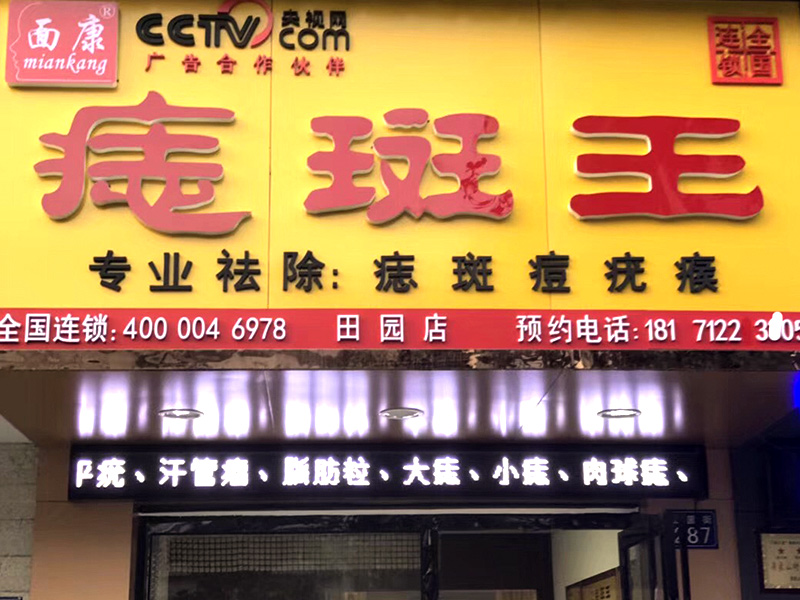 面康®
miankang
CCTV.com 央视网
广告合作伙伴
全国连锁
痣斑王
专业祛除:痣斑痘疣瘊
全国连锁:400 004 6978 田园店 预约电话:181 7122
疣、汗管瘤、脂肪粒、大痣、小痣、肉球痣、
287